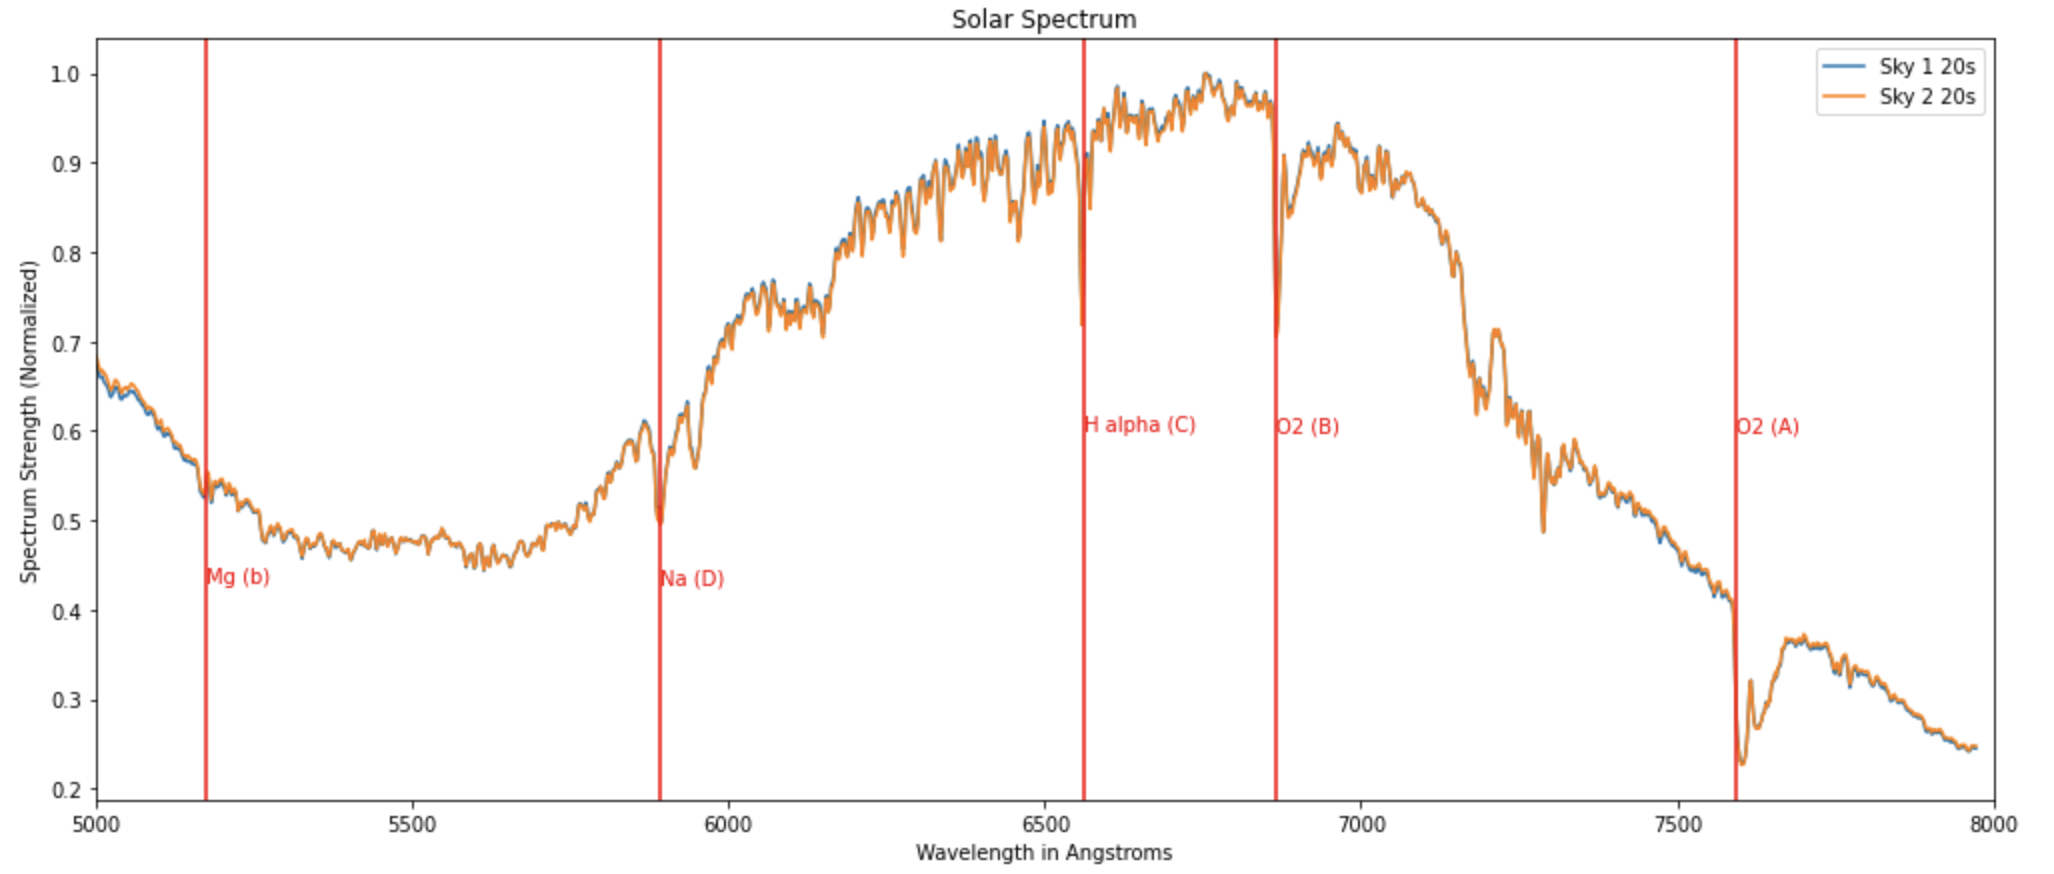 Solar Spectrum
Sky 1 20s
Sky 2 20s
1.0
0.9
0.8
0.7
0.6
0.5
0.4
0.3
0.2
Spectrum Strength (Normalized)
Mg (b)
Na (D)
H alpha (C)
O2 (B)
O2 (A)
5000 5500 6000 6500 7000 7500 8000
Wavelength in Angstroms